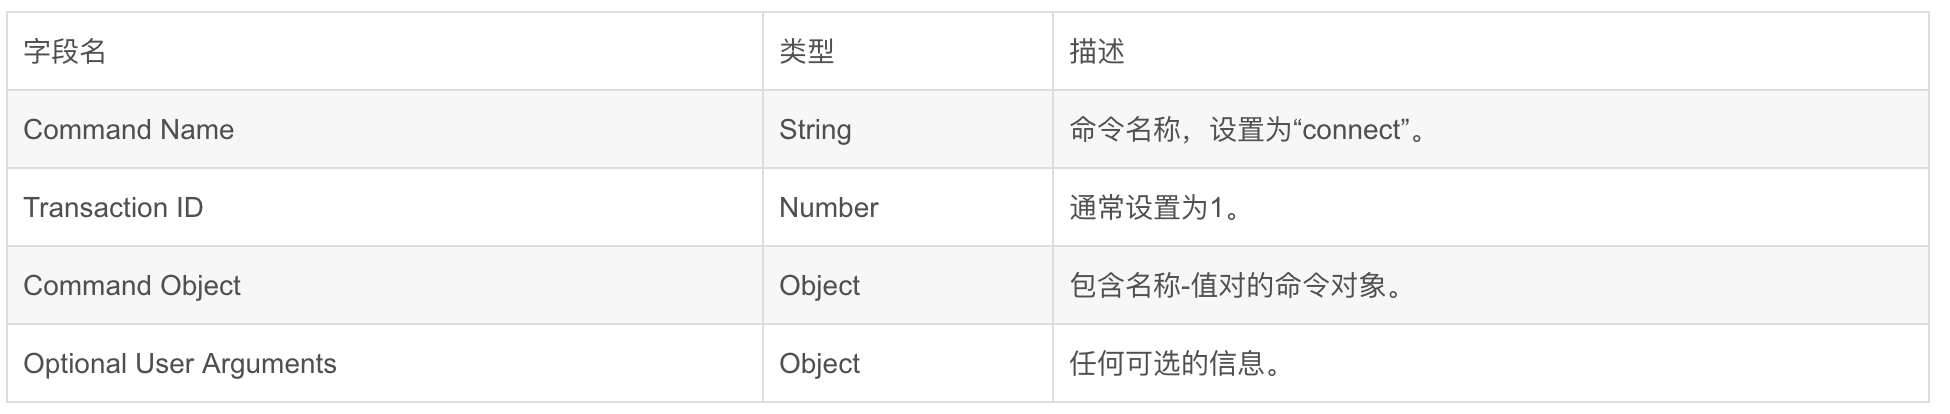 字段名 类型 描述
Command Name String 命令名称，设置为“connect”。
Transaction ID Number 通常设置为1。
Command Object Object 包含名称-值对的命令对象。
Optional User Arguments Object 任何可选的信息。